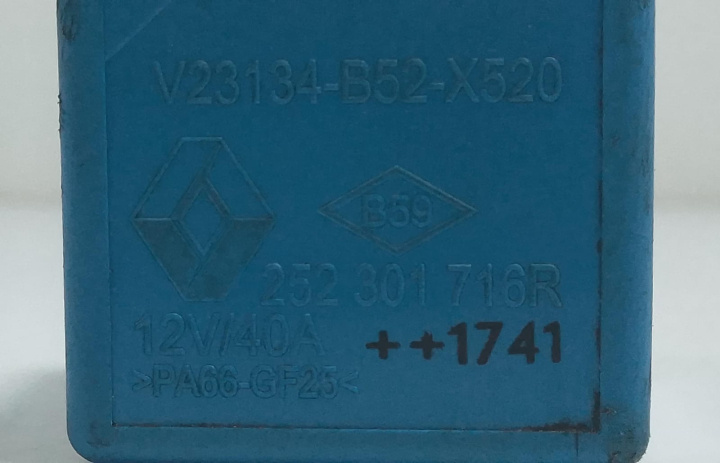 V23134-B52-X520
B59
252 301 716R
12V/40A ++1741
>PA66-GF25<